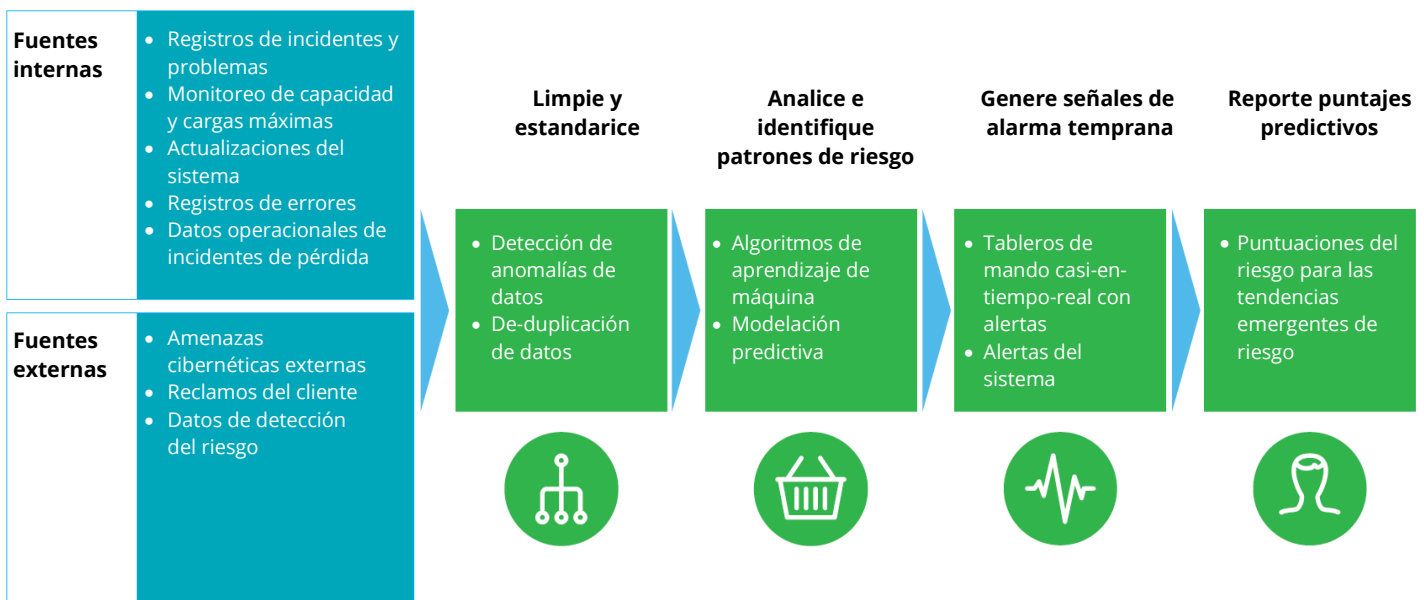 Fuentes
internas
• Registros de incidentes y
problemas
• Monitoreo de capacidad
y cargas máximas
• Actualizaciones del
sistema
• Registros de errores
• Datos operacionales de
incidentes de pérdida
Fuentes
externas
• Amenazas
cibernéticas externas
• Reclamos del cliente
• Datos de detección
del riesgo
Limpie y
estandarice
• Detección de
anomalías de
datos
• De-duplicación
de datos
Analice e
identifique
patrones de riesgo
• Algoritmos de
aprendizaje de
máquina
• Modelación
predictiva
Genere señales de
alarma temprana
• Tableros de
mando casi-en-
tiempo-real con
alertas
• Alertas del
sistema
Reporte puntajes
predictivos
• Puntuaciones del
riesgo para las
tendencias
emergentes de
riesgo